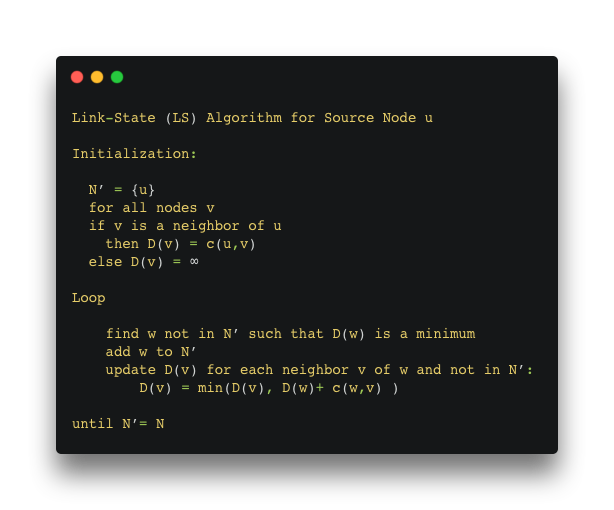 Link-State (LS) Algorithm for Source Node u
Initialization:
N’ = {u}
for all nodes v
if v is a neighbor of u
then D(v) = c(u,v)
else D(v) = ∞
Loop
find w not in N’ such that D(w) is a minimum
add w to N’
update D(v) for each neighbor v of w and not in N’:
D(v) = min(D(v), D(w)+ c(w,v) )
until N’= N